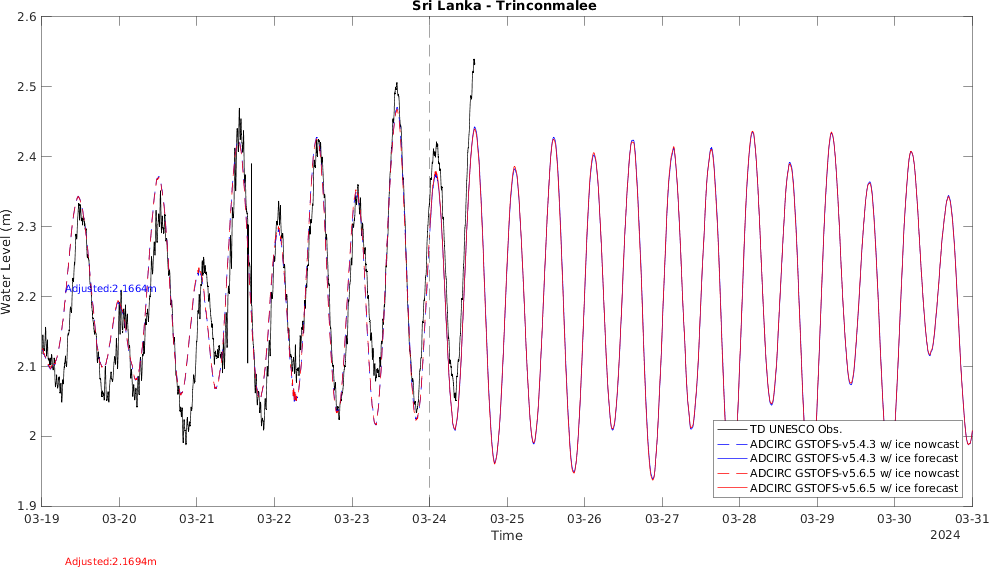 Sri Lanka - Trinconmalee
2.6
2.5
2.4
2.3
2.2
2.1
2
1.9
Water Level (m)
Adjusted:2.1664m
TD UNESCO Obs.
ADCIRC GSTOFS-v5.4.3 w/ ice nowcast
ADCIRC GSTOFS-v5.4.3 w/ ice forecast
ADCIRC GSTOFS-v5.6.5 w/ ice nowcast
ADCIRC GSTOFS-v5.6.5 w/ ice forecast
03-19 03-20 03-21 03-22 03-23 03-24 03-25 03-26 03-27 03-28 03-29 03-30 03-31
Time
2024
Adjusted:2.1694m